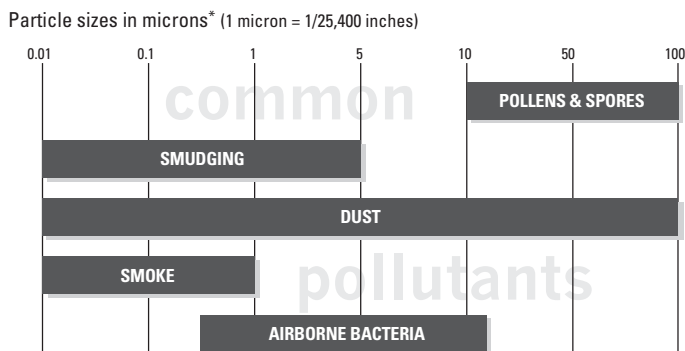 Particle sizes in microns* (1 micron = 1/25,400 inches)
0.01 0.1 1 5 10 50 100
common
POLLENS & SPORES
SMUDGING
DUST
SMOKE
pollutants
AIRBORNE BACTERIA